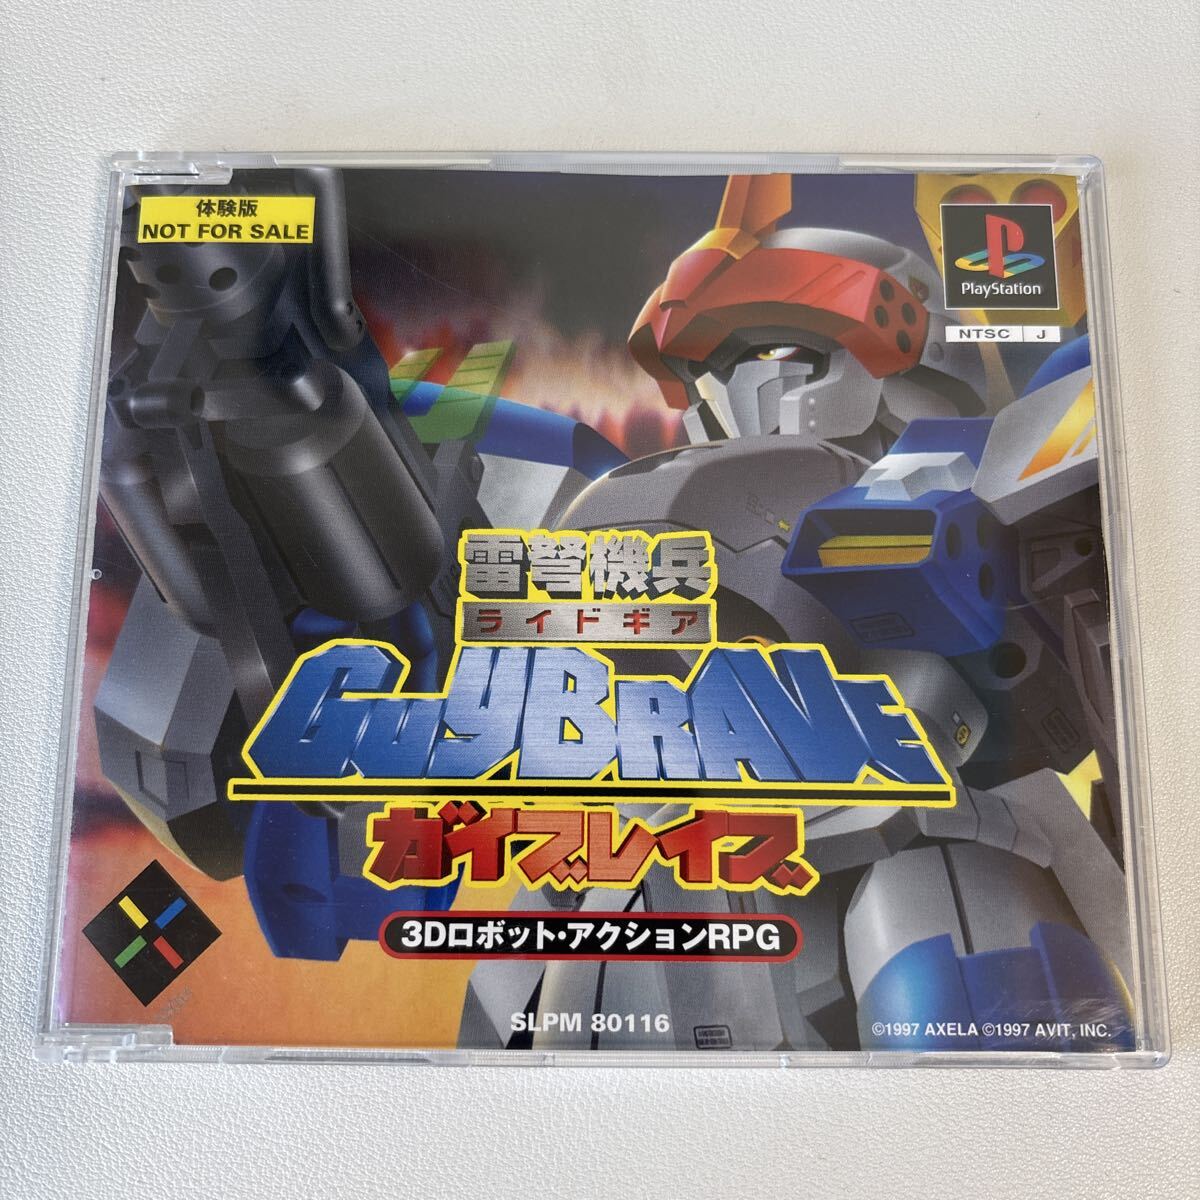 体験版
NOT FOR SALE
PlayStation
NTSC J
雷弩機兵
ライドギア
GUYBRAVE
ガイブレイブ
3Dロボット・アクションRPG
SLPM 80116
©1997 AXELA ©1997 AVIT, INC.